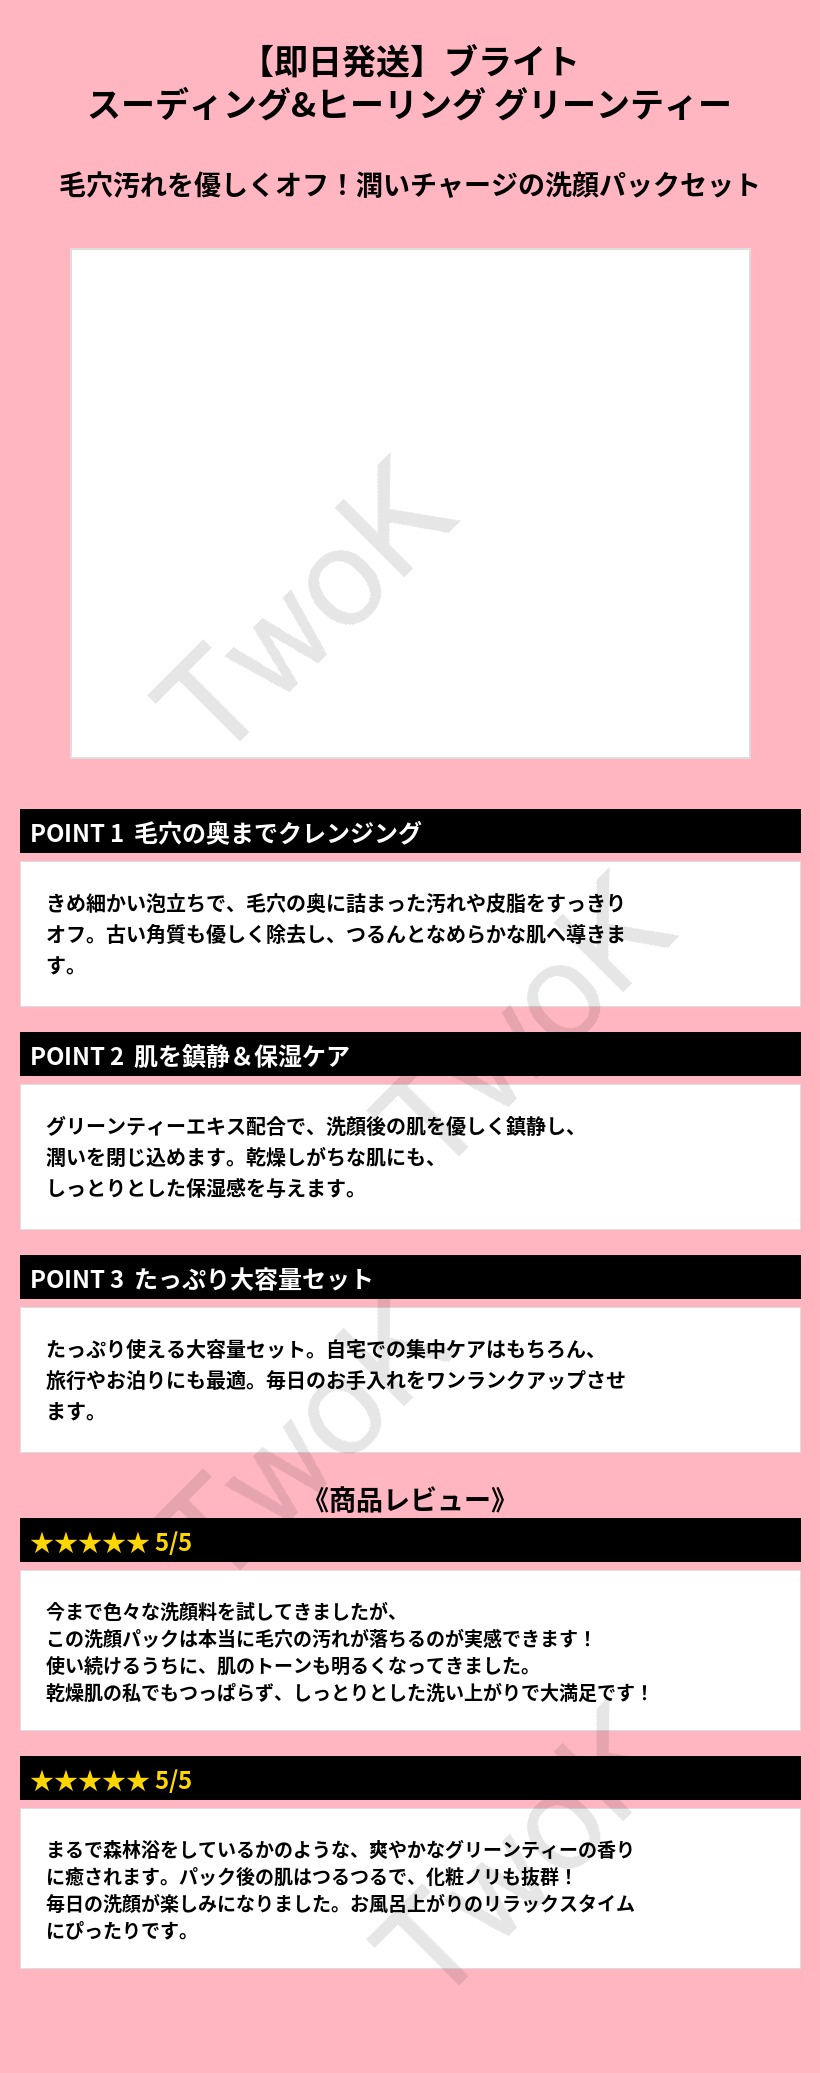 【即日発送】ブライト
スーディング&ヒーリング グリーンティー
毛穴汚れを優しくオフ！潤いチャージの洗顔パックセット
TwoK
POINT 1 毛穴の奥までクレンジング
きめ細かい泡立ちで、毛穴の奥に詰まった汚れや皮脂をすっきり
オフ。古い角質も優しく除去し、つるんとなめらかな肌へ導きま
す。
TwoK
POINT 2 肌を鎮静＆保湿ケア
グリーンティーエキス配合で、洗顔後の肌を優しく鎮静し、
潤いを閉じ込めます。乾燥しがちな肌にも、
しっとりとした保湿感を与えます。
POINT 3 たっぷり大容量セット
たっぷり使える大容量セット。自宅での集中ケアはもちろん、
旅行やお泊りにも最適。毎日のお手入れをワンランクアップさせ
ます。
TwoK
《商品レビュー》
★★★★★ 5/5
今まで色々な洗顔料を試してきましたが、
この洗顔パックは本当に毛穴の汚れが落ちるのが実感できます！
使い続けるうちに、肌のトーンも明るくなってきました。
乾燥肌の私でもつっぱらず、しっとりとした洗い上がりで大満足です！
★★★★★ 5/5
まるで森林浴をしているかのような、爽やかなグリーンティーの香り
に癒されます。パック後の肌はつるつるで、化粧ノリも抜群！
毎日の洗顔が楽しみになりました。お風呂上がりのリラックスタイム
にぴったりです。
TwoK